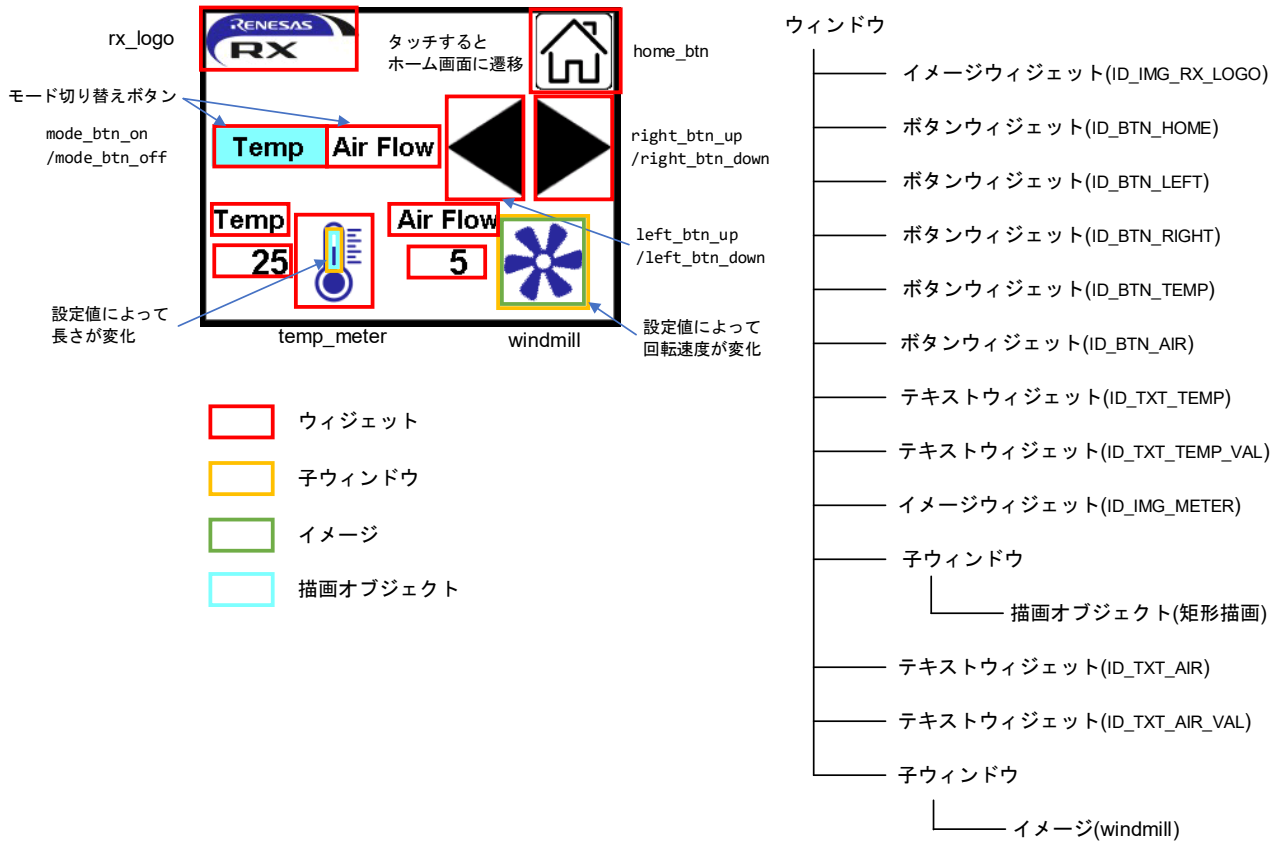 rx_logo
RENESAS
RX
タッチすると
ホーム画面に遷移
home_btn
モード切り替えボタン
mode_btn_on
/mode_btn_off
Temp
Air Flow
right_btn_up
/right_btn_down
Temp
Air Flow
25
5
left_btn_up
/left_btn_down
設定値によって
長さが変化
temp_meter
windmill
設定値によって
回転速度が変化
ウィジェット
子ウィンドウ
イメージ
描画オブジェクト
ウィンドウ
イメージウィジェット(ID_IMG_RX_LOGO)
ボタンウィジェット(ID_BTN_HOME)
ボタンウィジェット(ID_BTN_LEFT)
ボタンウィジェット(ID_BTN_RIGHT)
ボタンウィジェット(ID_BTN_TEMP)
ボタンウィジェット(ID_BTN_AIR)
テキストウィジェット(ID_TXT_TEMP)
テキストウィジェット(ID_TXT_TEMP_VAL)
イメージウィジェット(ID_IMG_METER)
子ウィンドウ
描画オブジェクト(矩形描画)
テキストウィジェット(ID_TXT_AIR)
テキストウィジェット(ID_TXT_AIR_VAL)
子ウィンドウ
イメージ(windmill)